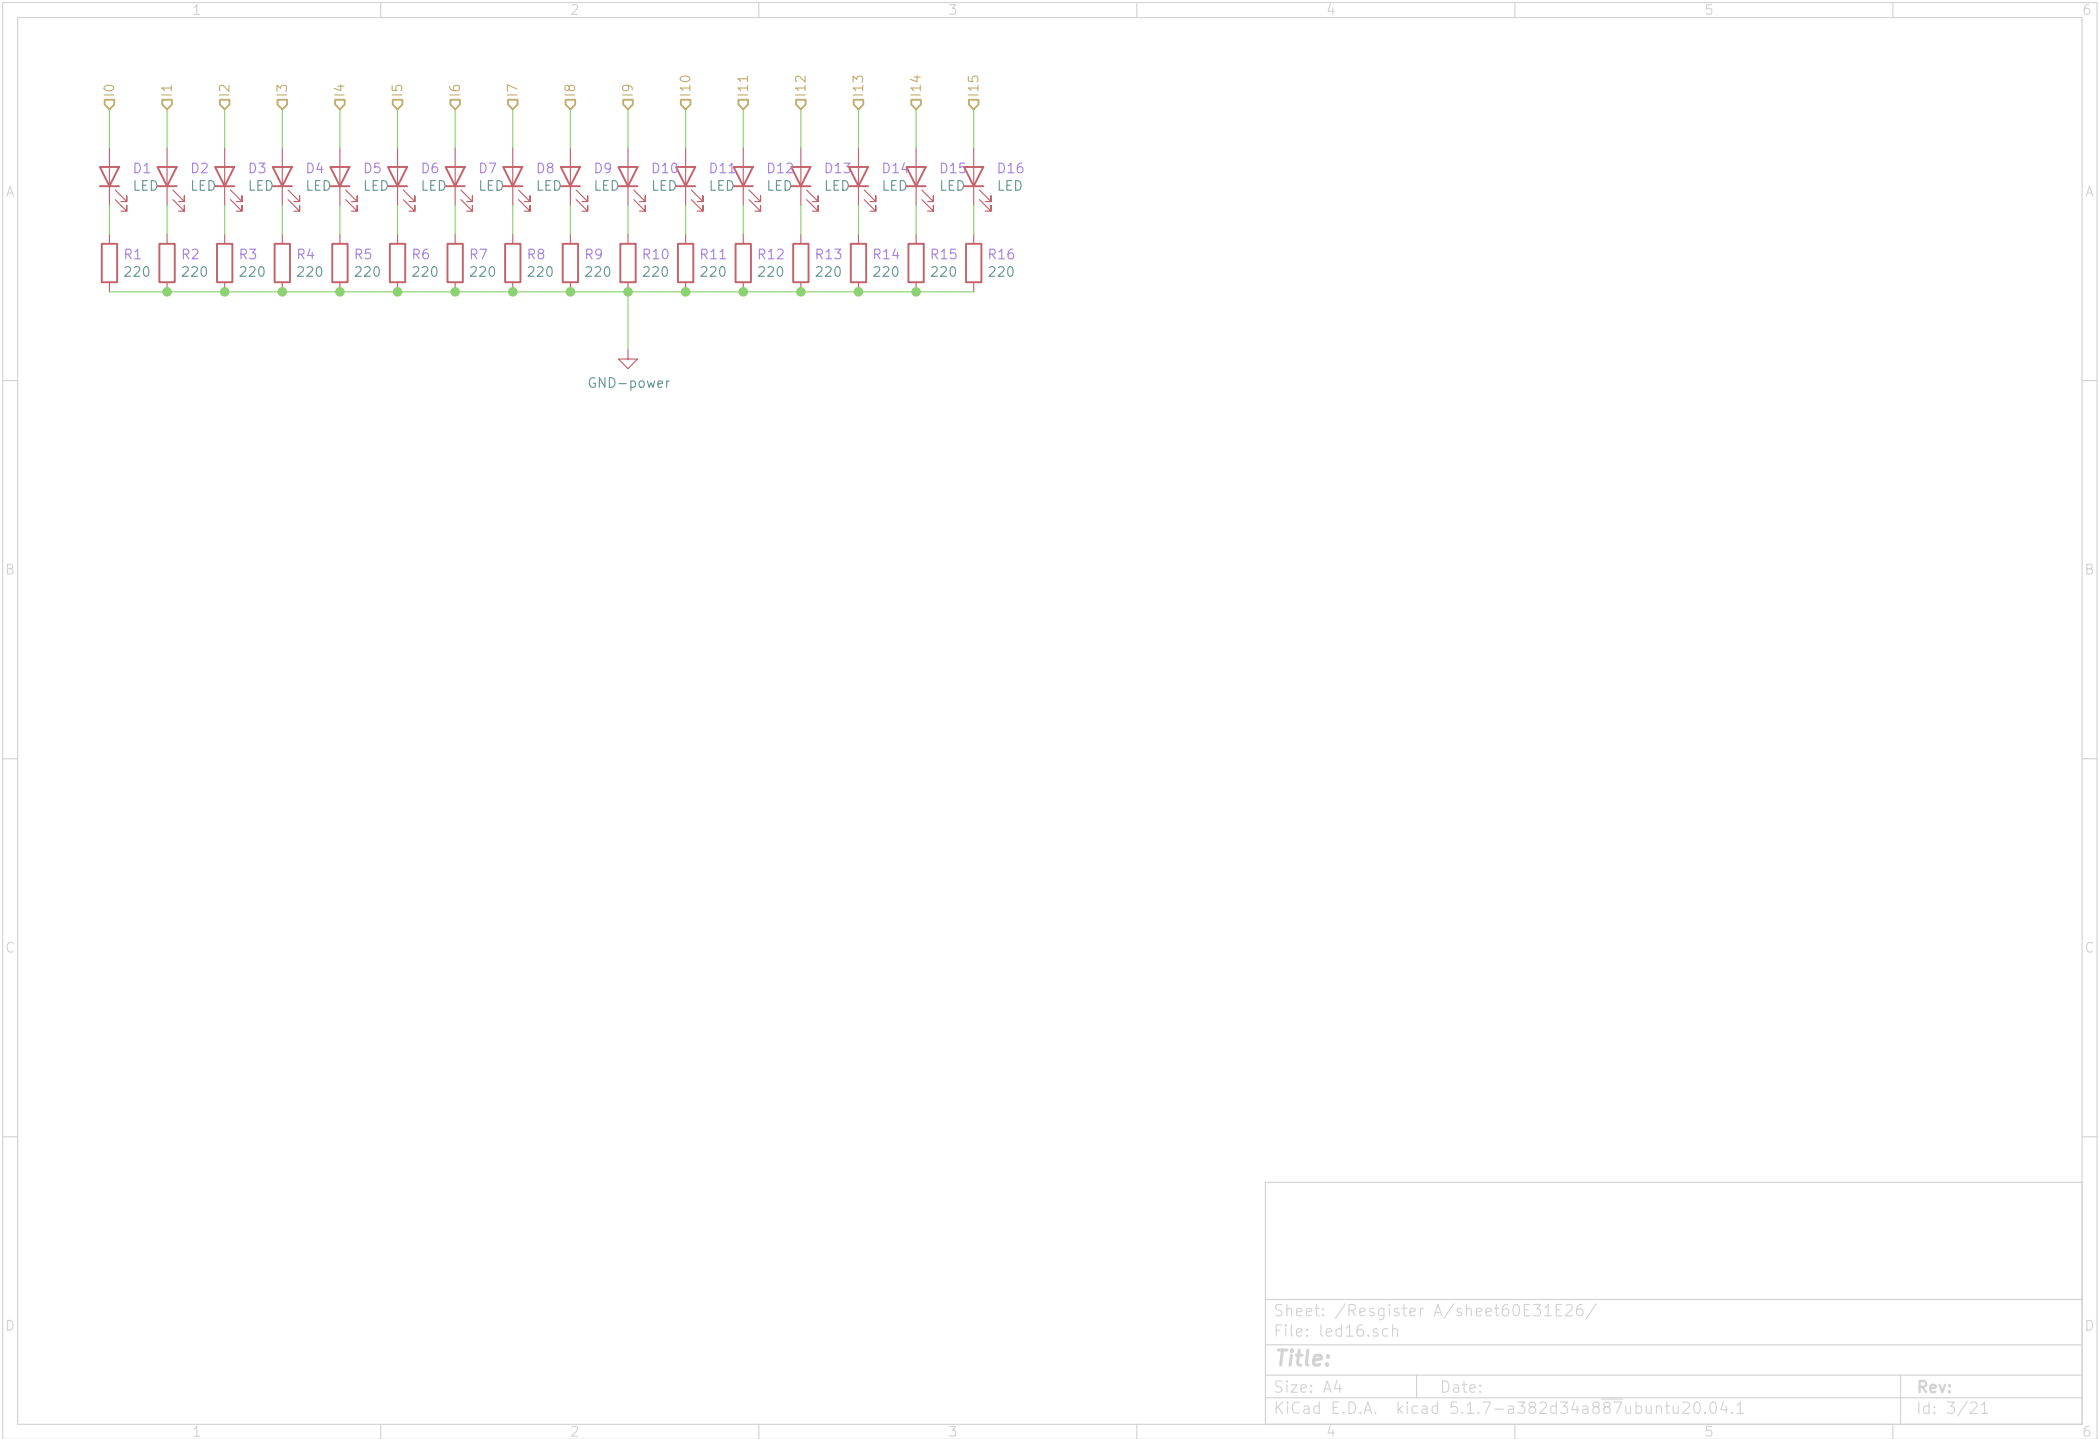 1 2 3 4 5 6
I0 I1 I2 I3 I4 I5 I6 I7 I8 I9 I10 I11 I12 I13 I14 I15
D1 D2 D3 D4 D5 D6 D7 D8 D9 D10 D11 D12 D13 D14 D15 D16
LED LED LED LED LED LED LED LED LED LED LED LED LED LED LED LED
A A
R1 R2 R3 R4 R5 R6 R7 R8 R9 R10 R11 R12 R13 R14 R15 R16
220 220 220 220 220 220 220 220 220 220 220 220 220 220 220 220
GND-power
B B
C C
Sheet: /Resgister A/sheet60E31E26/
D D
File: led16.sch
Title:
Size: A4 Date: Rev:
KiCad E.D.A. kicad 5.1.7-a382d34a887ubuntu20.04.1 Id: 3/21
1 2 3 4 5 6